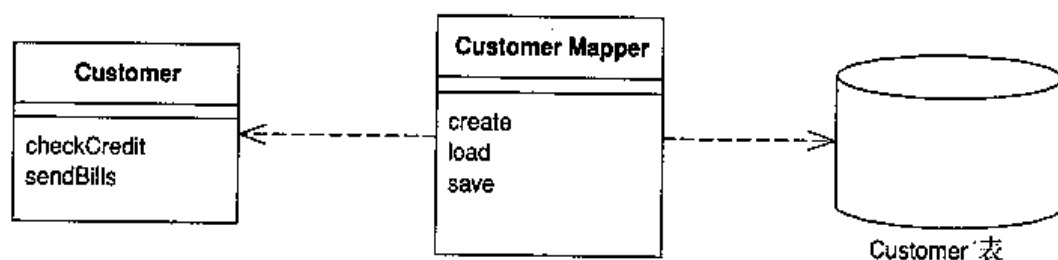 Customer
checkCredit
sendBills
Customer Mapper
create
load
save
Customer 表